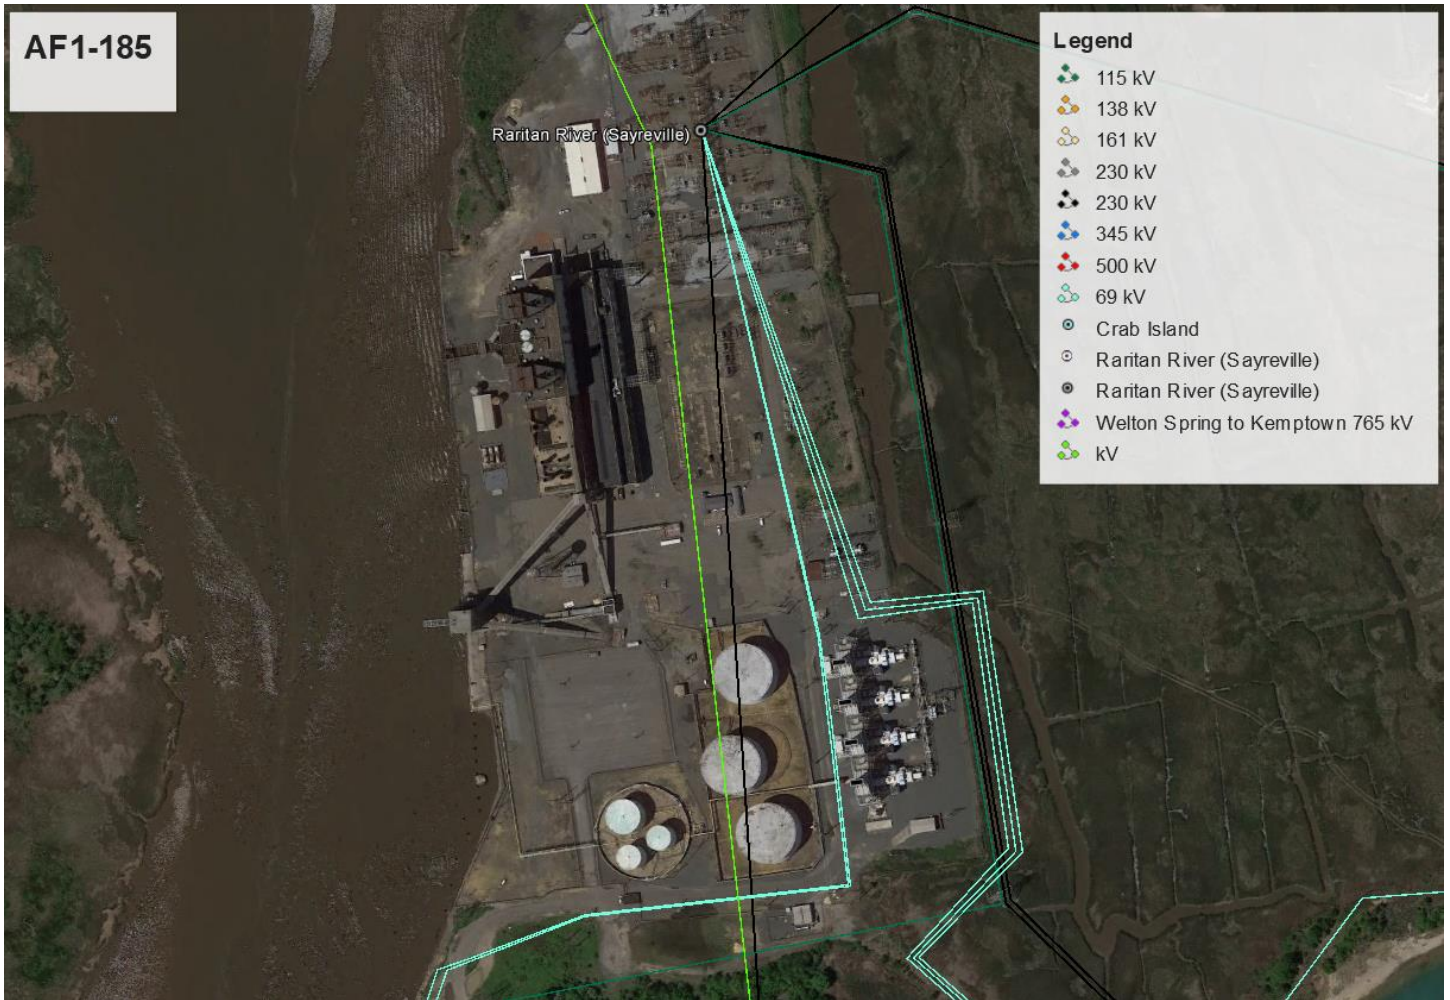 AF1-185
Raritan River (Sayreville)
Legend
115 kV
138 kV
161 kV
230 kV
230 kV
345 kV
500 kV
69 kV
Crab Island
Raritan River (Sayreville)
Raritan River (Sayreville)
Welton Spring to Kemptown 765 kV
kV